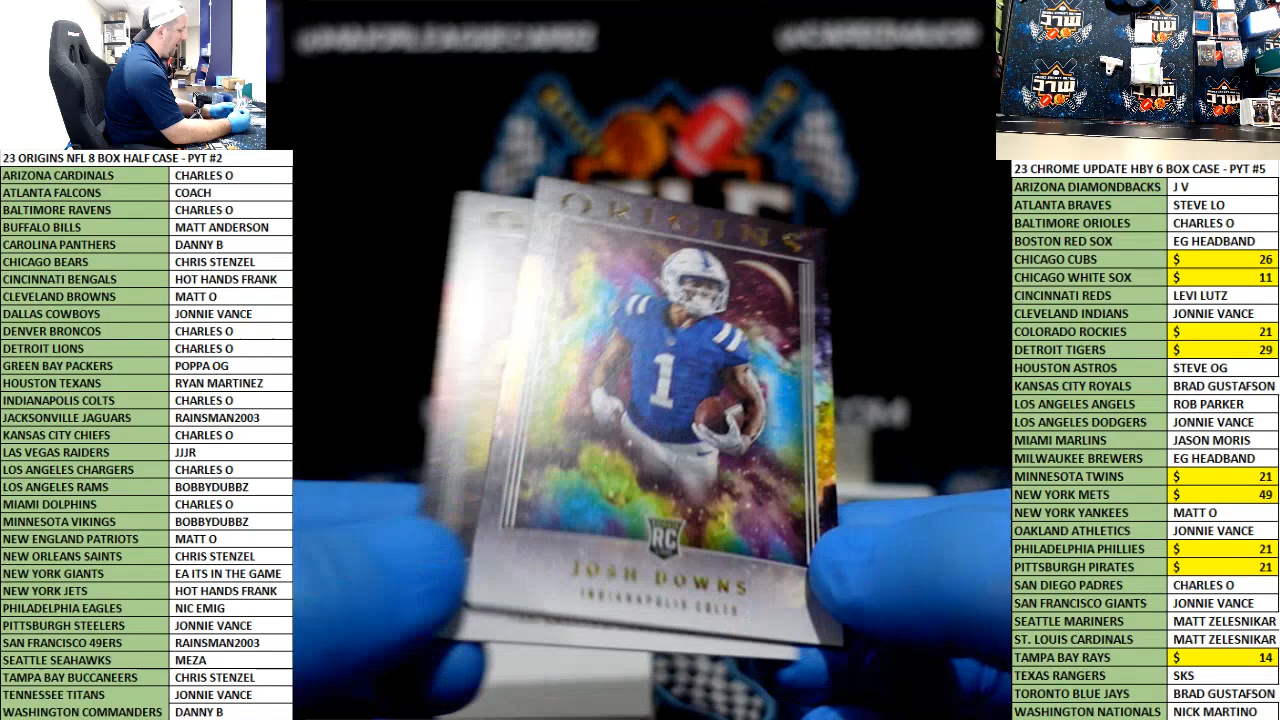 23 ORIGINS NFL 8 BOX HALF CASE - PYT #2
ARIZONA CARDINALS CHARLES O
ATLANTA FALCONS COACH
BALTIMORE RAVENS CHARLES O
BUFFALO BILLS MATT ANDERSON
CAROLINA PANTHERS DANNY B
CHICAGO BEARS CHRIS STENZEL
CINCINNATI BENGALS HOT HANDS FRANK
CLEVELAND BROWNS MATT O
DALLAS COWBOYS JONNIE VANCE
DENVER BRONCOS CHARLES O
DETROIT LIONS CHARLES O
GREEN BAY PACKERS POPPA OG
HOUSTON TEXANS RYAN MARTINEZ
INDIANAPOLIS COLTS CHARLES O
JACKSONVILLE JAGUARS RAINSMAN2003
KANSAS CITY CHIEFS CHARLES O
LAS VEGAS RAIDERS JJJR
LOS ANGELES CHARGERS CHARLES O
LOS ANGELES RAMS BOBBYDUBBZ
MIAMI DOLPHINS CHARLES O
MINNESOTA VIKINGS BOBBYDUBBZ
NEW ENGLAND PATRIOTS MATT O
NEW ORLEANS SAINTS CHRIS STENZEL
NEW YORK GIANTS EA ITS IN THE GAME
NEW YORK JETS HOT HANDS FRANK
PHILADELPHIA EAGLES NIC EMIG
PITTSBURGH STEELERS JONNIE VANCE
SAN FRANCISCO 49ERS RAINSMAN2003
SEATTLE SEAHAWKS MEZA
TAMPA BAY BUCCANEERS CHRIS STENZEL
TENNESSEE TITANS JONNIE VANCE
WASHINGTON COMMANDERS DANNY B
ORIGINS
1
RC
JOSH DOWNS
INDIANAPOLIS COLTS
23 CHROME UPDATE HBY 6 BOX CASE - PYT #5
ARIZONA DIAMONDBACKS J V
ATLANTA BRAVES STEVE LO
BALTIMORE ORIOLES CHARLES O
BOSTON RED SOX EG HEADBAND
CHICAGO CUBS $ 26
CHICAGO WHITE SOX $ 11
CINCINNATI REDS LEVI LUTZ
CLEVELAND INDIANS JONNIE VANCE
COLORADO ROCKIES $ 21
DETROIT TIGERS $ 29
HOUSTON ASTROS STEVE OG
KANSAS CITY ROYALS BRAD GUSTAFSON
LOS ANGELES ANGELS ROB PARKER
LOS ANGELES DODGERS JONNIE VANCE
MIAMI MARLINS JASON MORIS
MILWAUKEE BREWERS EG HEADBAND
MINNESOTA TWINS $ 21
NEW YORK METS $ 49
NEW YORK YANKEES MATT O
OAKLAND ATHLETICS JONNIE VANCE
PHILADELPHIA PHILLIES $ 21
PITTSBURGH PIRATES $ 21
SAN DIEGO PADRES CHARLES O
SAN FRANCISCO GIANTS JONNIE VANCE
SEATTLE MARINERS MATT ZELESNIKAR
ST. LOUIS CARDINALS MATT ZELESNIKAR
TAMPA BAY RAYS $ 14
TEXAS RANGERS SKS
TORONTO BLUE JAYS BRAD GUSTAFSON
WASHINGTON NATIONALS NICK MARTINO